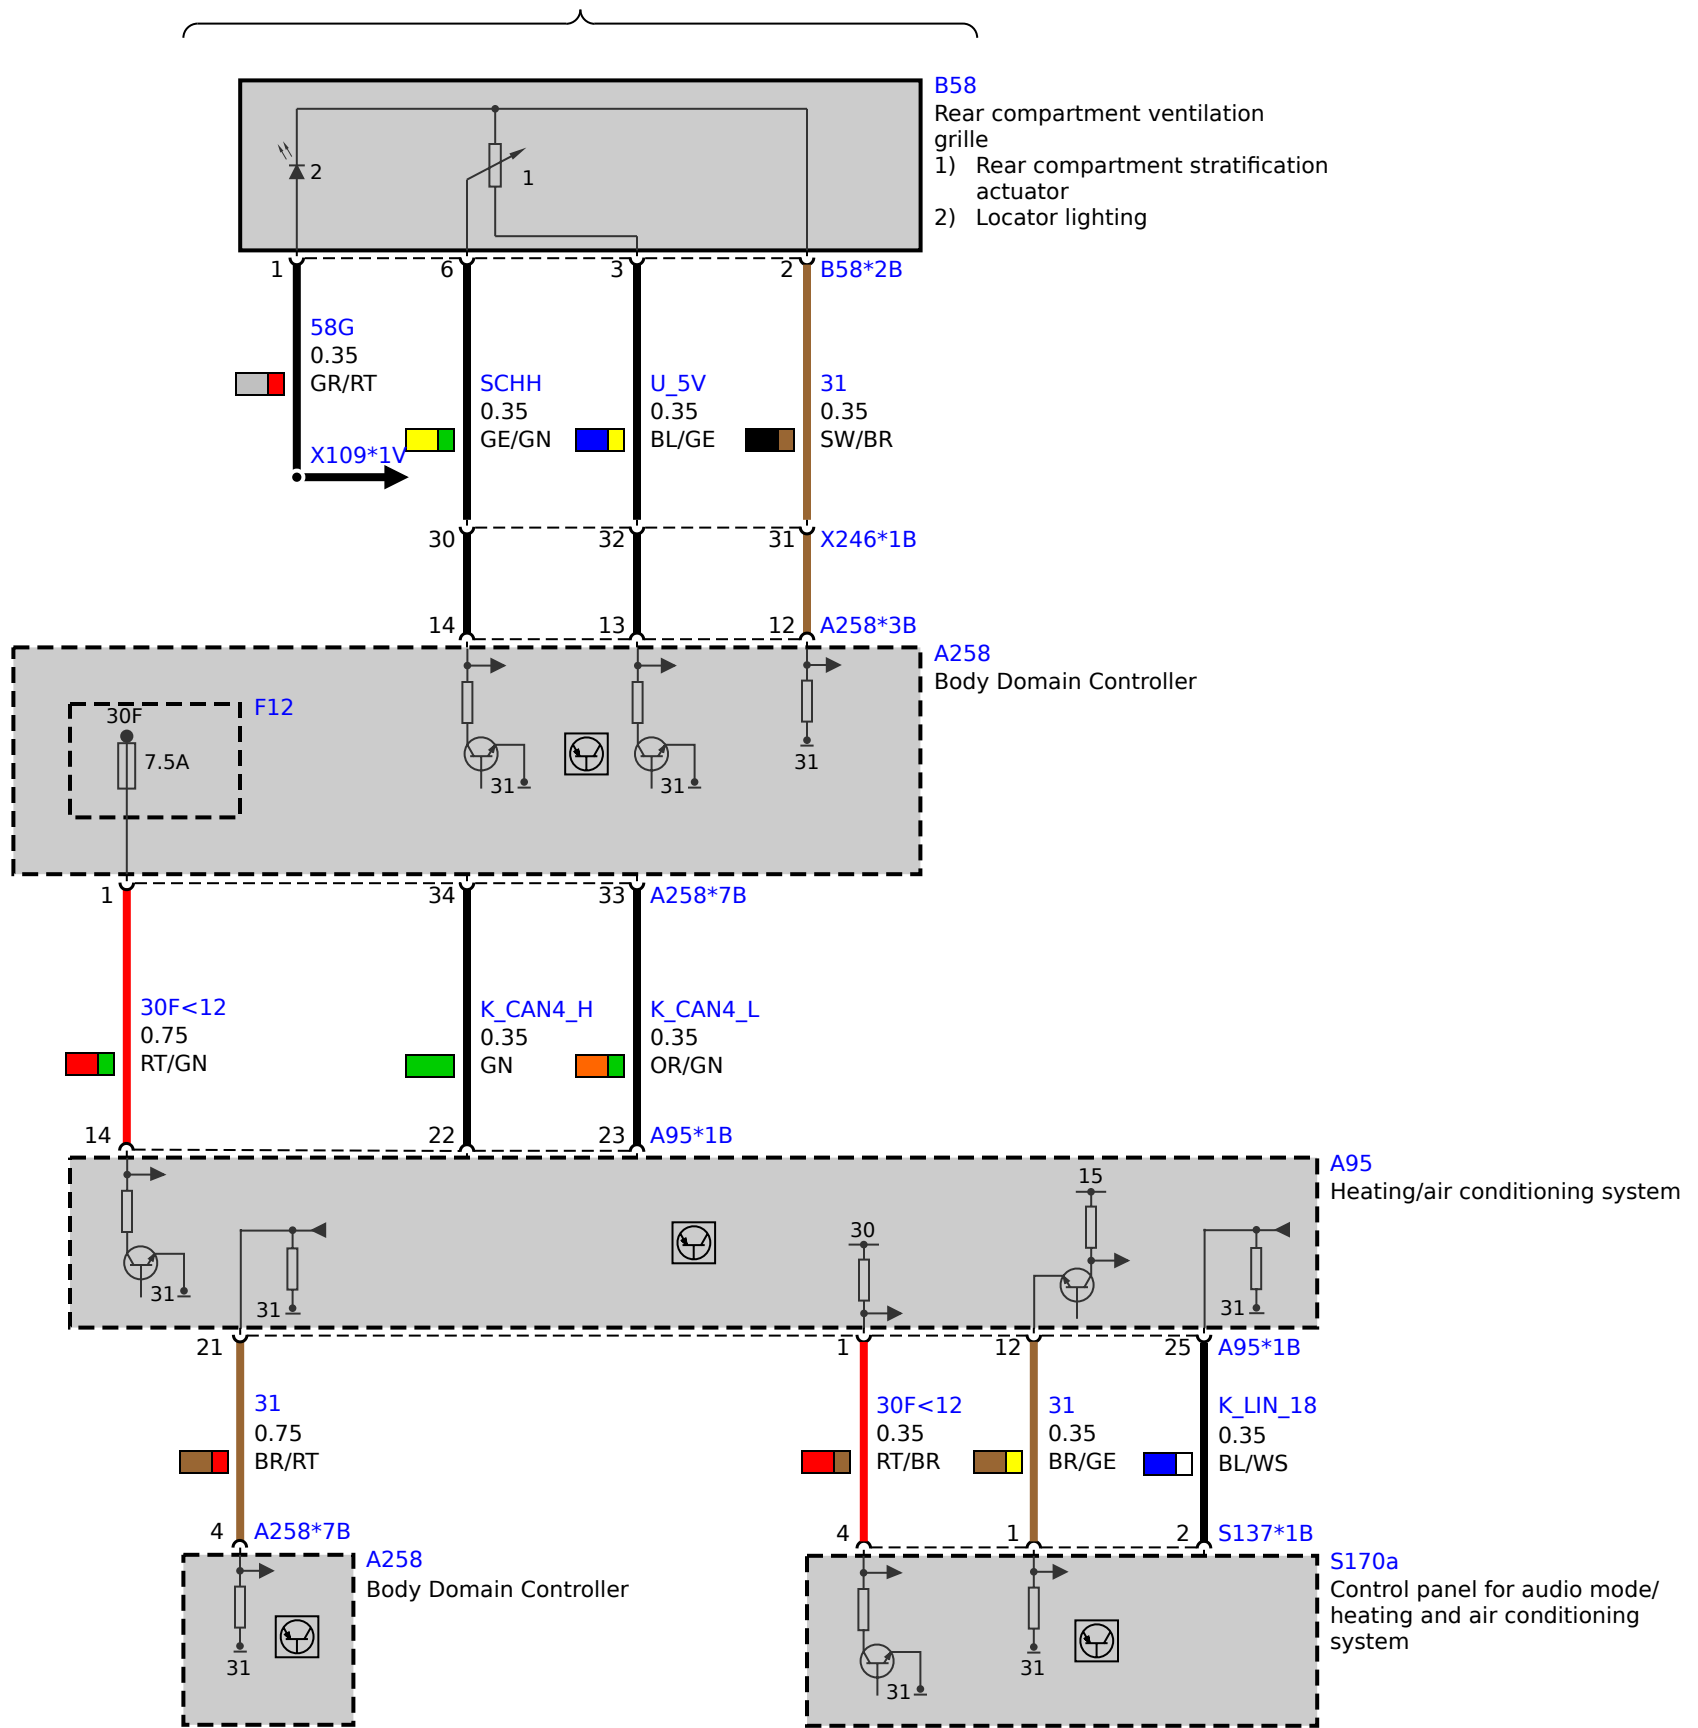 B58
Rear compartment ventilation
grille
1) Rear compartment stratification
actuator
2) Locator lighting
2
1
1
6
3
2
B58*2B
58G
0.35
GR/RT
X109*1V
SCHH
0.35
GE/GN
U_5V
0.35
BL/GE
31
0.35
SW/BR
30
32
31
X246*1B
14
13
12
A258*3B
A258
Body Domain Controller
F12
30F
7.5A
31
31
31
1
34
33
A258*7B
30F<12
0.75
RT/GN
K_CAN4_H
0.35
GN
K_CAN4_L
0.35
OR/GN
14
22
23
A95*1B
A95
Heating/air conditioning system
31
31
30
15
31
21
1
12
25
A95*1B
31
0.75
BR/RT
30F<12
0.35
RT/BR
31
0.35
BR/GE
K_LIN_18
0.35
BL/WS
4
A258*7B
4
1
2
S137*1B
A258
Body Domain Controller
31
S170a
Control panel for audio mode/
heating and air conditioning
system
31
31